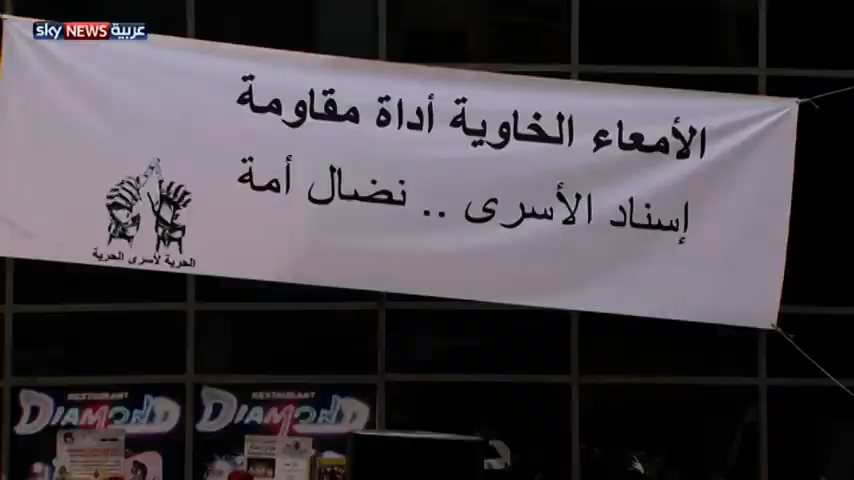 sky NEWS عربية
الأمعاء الخاوية أداة مقاومة
إسناد الأسرى .. نضال أمة
الحرية لأسرى الحرية
RESTAURANT
DIAMOND
RESTAURANT
DIAMOND